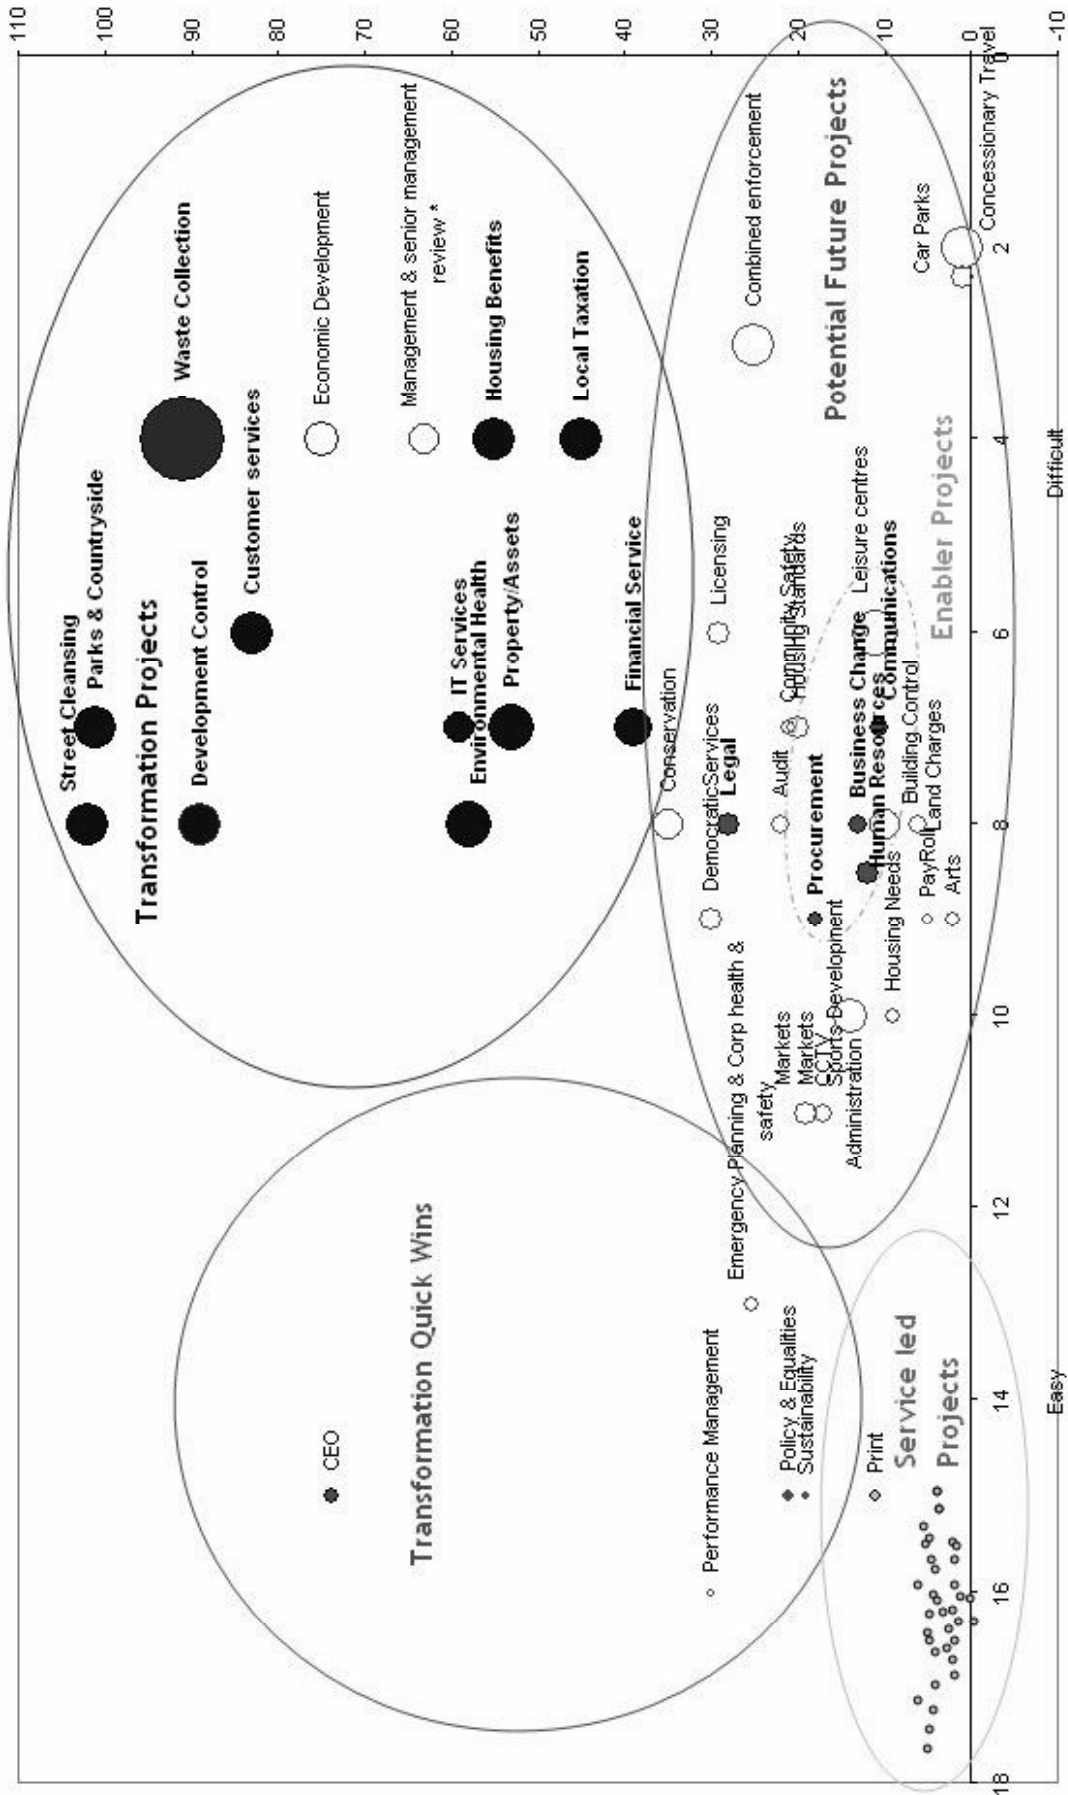 110
100
90
80
70
60
50
40
30
20
10
0
-10
Street Cleansing
Parks & Countryside
Transformation Projects
Waste Collection
Development Control
Customer services
Economic Development
Management & senior management
review *
IT Services
Environmental Health
Housing Benefits
Property/Assets
Local Taxation
Financial Service
Conservation
Transformation Quick Wins
CEO
Performance Management
Emergency Planning & Corp health &
safety
Policy & Equalities
Sustainability
DemocraticServices
Legal
Licensing
Combined enforcement
Audit
Community Safety
Housing Standards
Potential Future Projects
Markets
Markets
CCTV
Sports Development
Administration
Procurement
Business Change
Leisure centres
Human Resources
Communications
Housing Needs
Building Control
PayRoll
Land Charges
Arts
Enabler Projects
Car Parks
Concessionary Travel
Print
Service led
Projects
18
16
14
12
10
8
6
4
2
0
Easy
Difficult